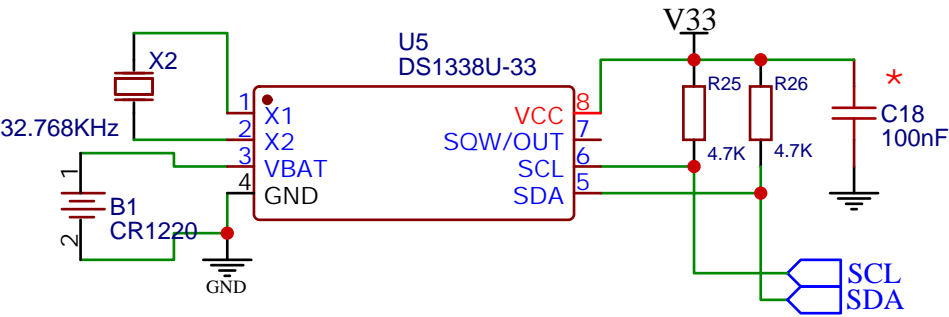 V33
U5
DS1338U-33
X2
32.768KHz
1
X1
2
X2
3
VBAT
4
GND
8
VCC
7
SQW/OUT
6
SCL
5
SDA
R25
4.7K
R26
4.7K
*
C18
100nF
1
B1
CR1220
2
GND
SCL
SDA